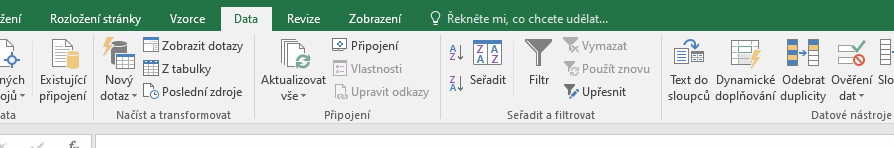 žení Rozložení stránky Vzorce Data Revize Zobrazení Řekněte mi, co chcete udělat...
ných
ojů
Existující
připojení
Nový
dotaz
Zobrazit dotazy
Z tabulky
Poslední zdroje
Aktualizovat
vše
Připojení
Vlastnosti
Upravit odkazy
Seřadit
Filtr
Vymazat
Použít znovu
Upřesnit
Text do
sloupců
Dynamické
doplňování
Odebrat
duplicity
Ověření
dat
Slo
ata Načíst a transformovat Připojení Seřadit a filtrovat Datové nástroje